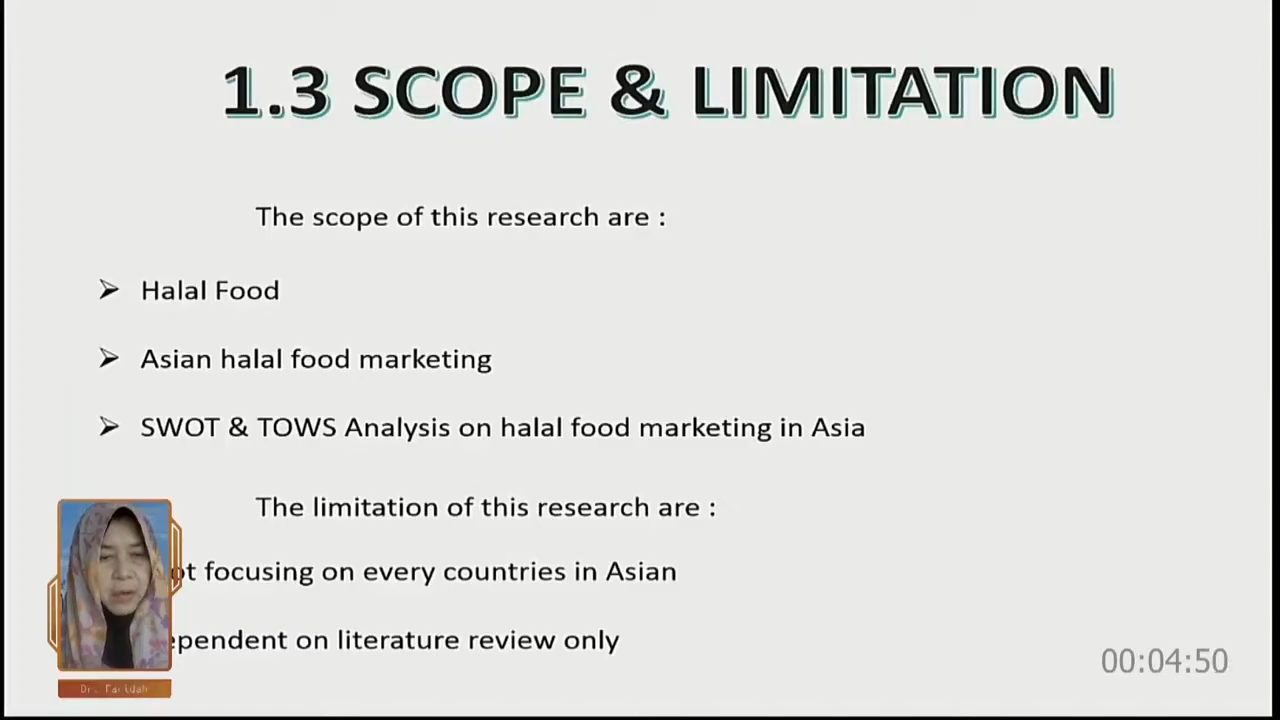 1.3 SCOPE & LIMITATION
The scope of this research are :
➢ Halal Food
➢ Asian halal food marketing
➢ SWOT & TOWS Analysis on halal food marketing in Asia
The limitation of this research are :
focusing on every countries in Asian
on literature review only
00:04:50
Dr. Faridah